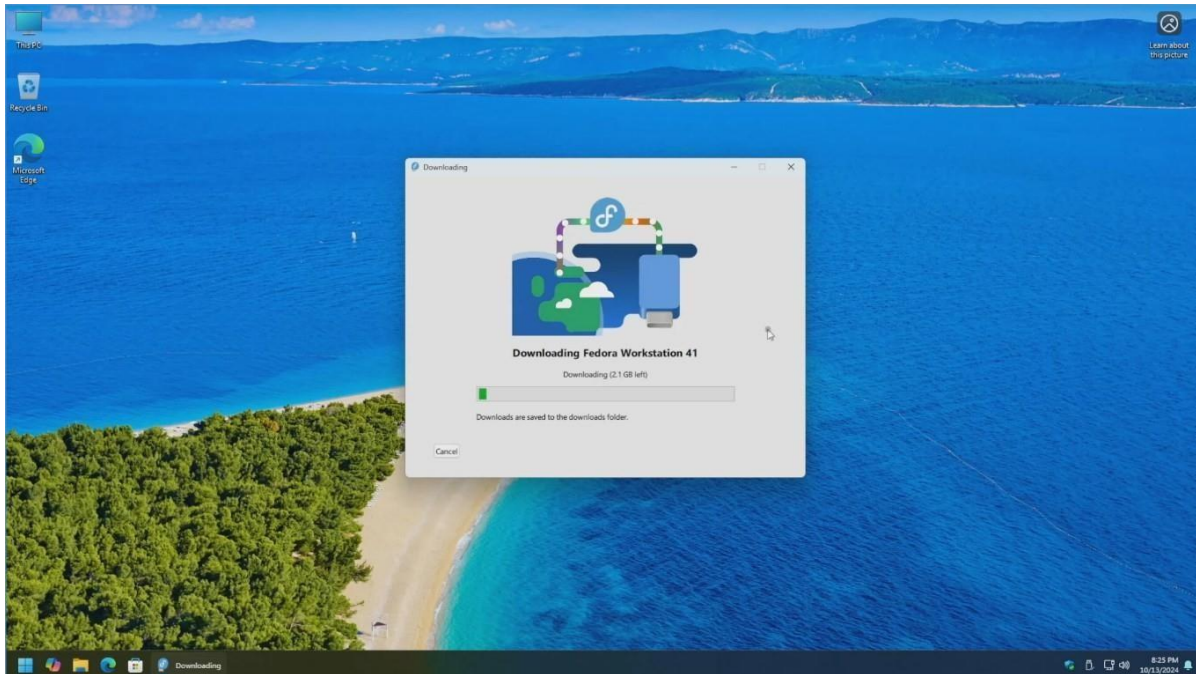 This PC
Learn about
this picture
Recycle Bin
Microsoft
Edge
Downloading
Downloading Fedora Workstation 41
Downloading (2.1 GB left)
Downloads are saved to the downloads folder.
Cancel
Downloading
8:25 PM
10/13/2024